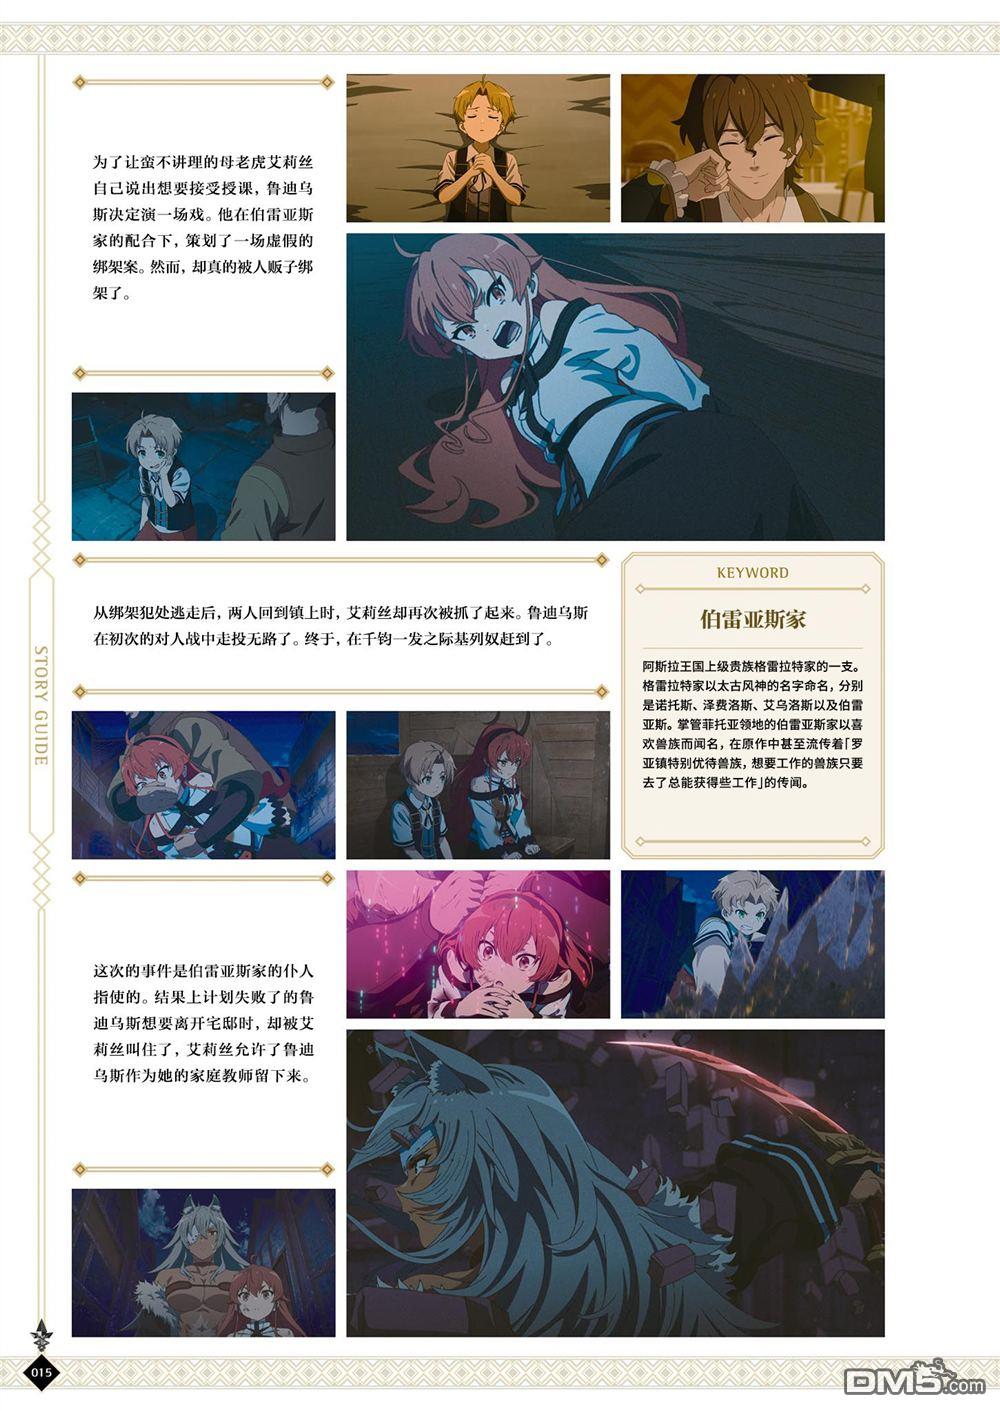 为了让蛮不讲理的母老虎艾莉丝
自己说出想要接受授课，鲁迪乌
斯决定演一场戏。他在伯雷亚斯
家的配合下，策划了一场虚假的
绑架案。然而，却真的被人贩子绑
架了。
从绑架犯处逃走后，两人回到镇上时，艾莉丝却再次被抓了起来。鲁迪乌斯
在初次的对人战中走投无路了。终于，在千钧一发之际基列奴赶到了。
KEYWORD
伯雷亚斯家
阿斯拉王国上级贵族格雷拉特家的一支。
格雷拉特家以太古风神的名字命名，分别
是诺托斯、泽费洛斯、艾乌洛斯以及伯雷
亚斯。掌管菲托亚领地的伯雷亚斯家以喜
欢兽族而闻名，在原作中甚至流传着「罗
亚镇特别优待兽族，想要工作的兽族只要
去了总能获得些工作」的传闻。
STORY GUIDE
这次的事件是伯雷亚斯家的仆人
指使的。结果上计划失败了的鲁
迪乌斯想要离开宅邸时，却被艾
莉丝叫住了，艾莉丝允许了鲁迪
乌斯作为她的家庭教师留下来。
015
DM5.com